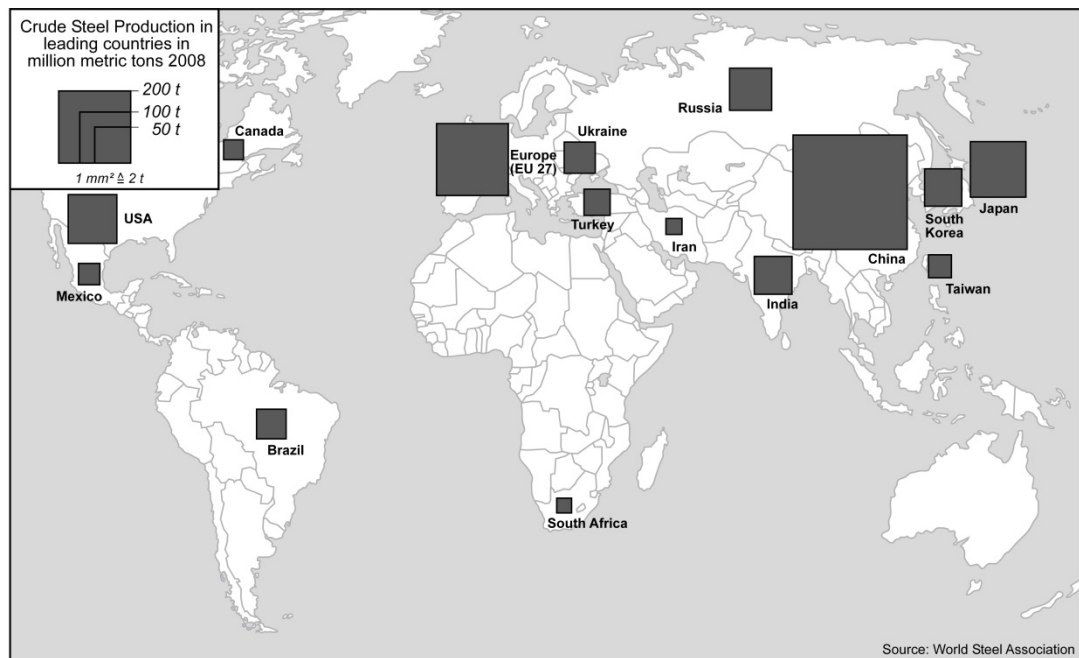 Crude Steel Production in
leading countries in
million metric tons 2008
200 t
100 t
50 t
1 mm² ≙ 2 t
Canada
USA
Mexico
Brazil
Europe
(EU 27)
Ukraine
Turkey
Russia
Iran
India
China
South
Korea
Japan
Taiwan
South Africa
Source: World Steel Association